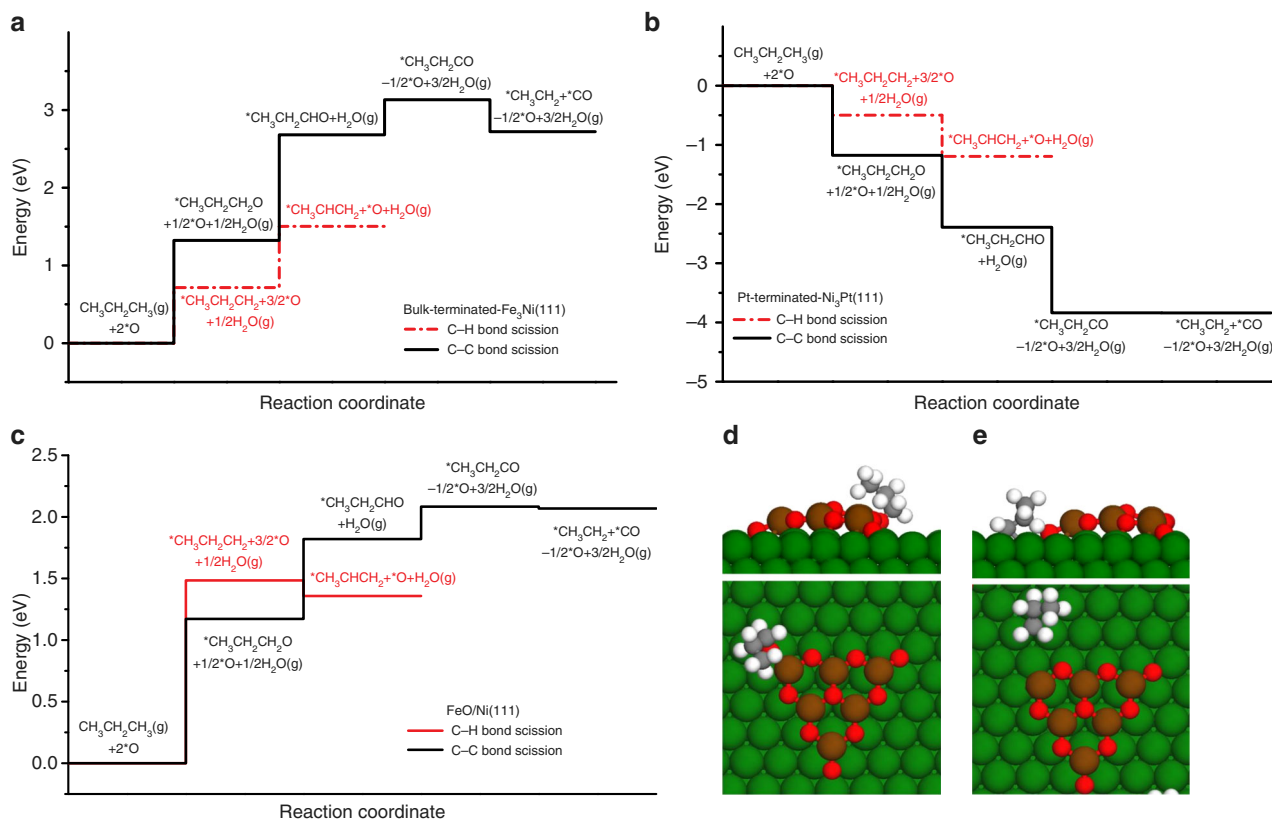 a
Energy (eV)
3
2
1
0
*CH₃CH₂CO
−1/2*O+3/2H₂O(g)
*CH₃CH₂+*CO
−1/2*O+3/2H₂O(g)
*CH₃CH₂CHO+H₂O(g)
*CH₃CH₂CH₂O
+1/2*O+1/2H₂O(g)
*CH₃CHCH₂+*O+H₂O(g)
CH₃CH₂CH₃(g)
+2*O
*CH₃CH₂CH₂+3/2*O
+1/2H₂O(g)
Bulk-terminated-Fe₃Ni(111)
C–H bond scission
C–C bond scission
Reaction coordinate
b
Energy (eV)
0
−1
−2
−3
−4
−5
CH₃CH₂CH₃(g)
+2*O
*CH₃CH₂CH₂+3/2*O
+1/2H₂O(g)
*CH₃CHCH₂+*O+H₂O(g)
*CH₃CH₂CH₂O
+1/2*O+1/2H₂O(g)
*CH₃CH₂CHO
+H₂O(g)
Pt-terminated-Ni₃Pt(111)
C–H bond scission
C–C bond scission
*CH₃CH₂CO
−1/2*O+3/2H₂O(g)
*CH₃CH₂+*CO
−1/2*O+3/2H₂O(g)
Reaction coordinate
c
Energy (eV)
2.5
2.0
1.5
1.0
0.5
0.0
*CH₃CH₂CO
−1/2*O+3/2H₂O(g)
*CH₃CH₂CHO
+H₂O(g)
*CH₃CH₂+*CO
−1/2*O+3/2H₂O(g)
*CH₃CH₂CH₂+3/2*O
+1/2H₂O(g)
*CH₃CHCH₂+*O+H₂O(g)
*CH₃CH₂CH₂O
+1/2*O+1/2H₂O(g)
CH₃CH₂CH₃(g)
+2*O
FeO/Ni(111)
C–H bond scission
C–C bond scission
Reaction coordinate
d
e